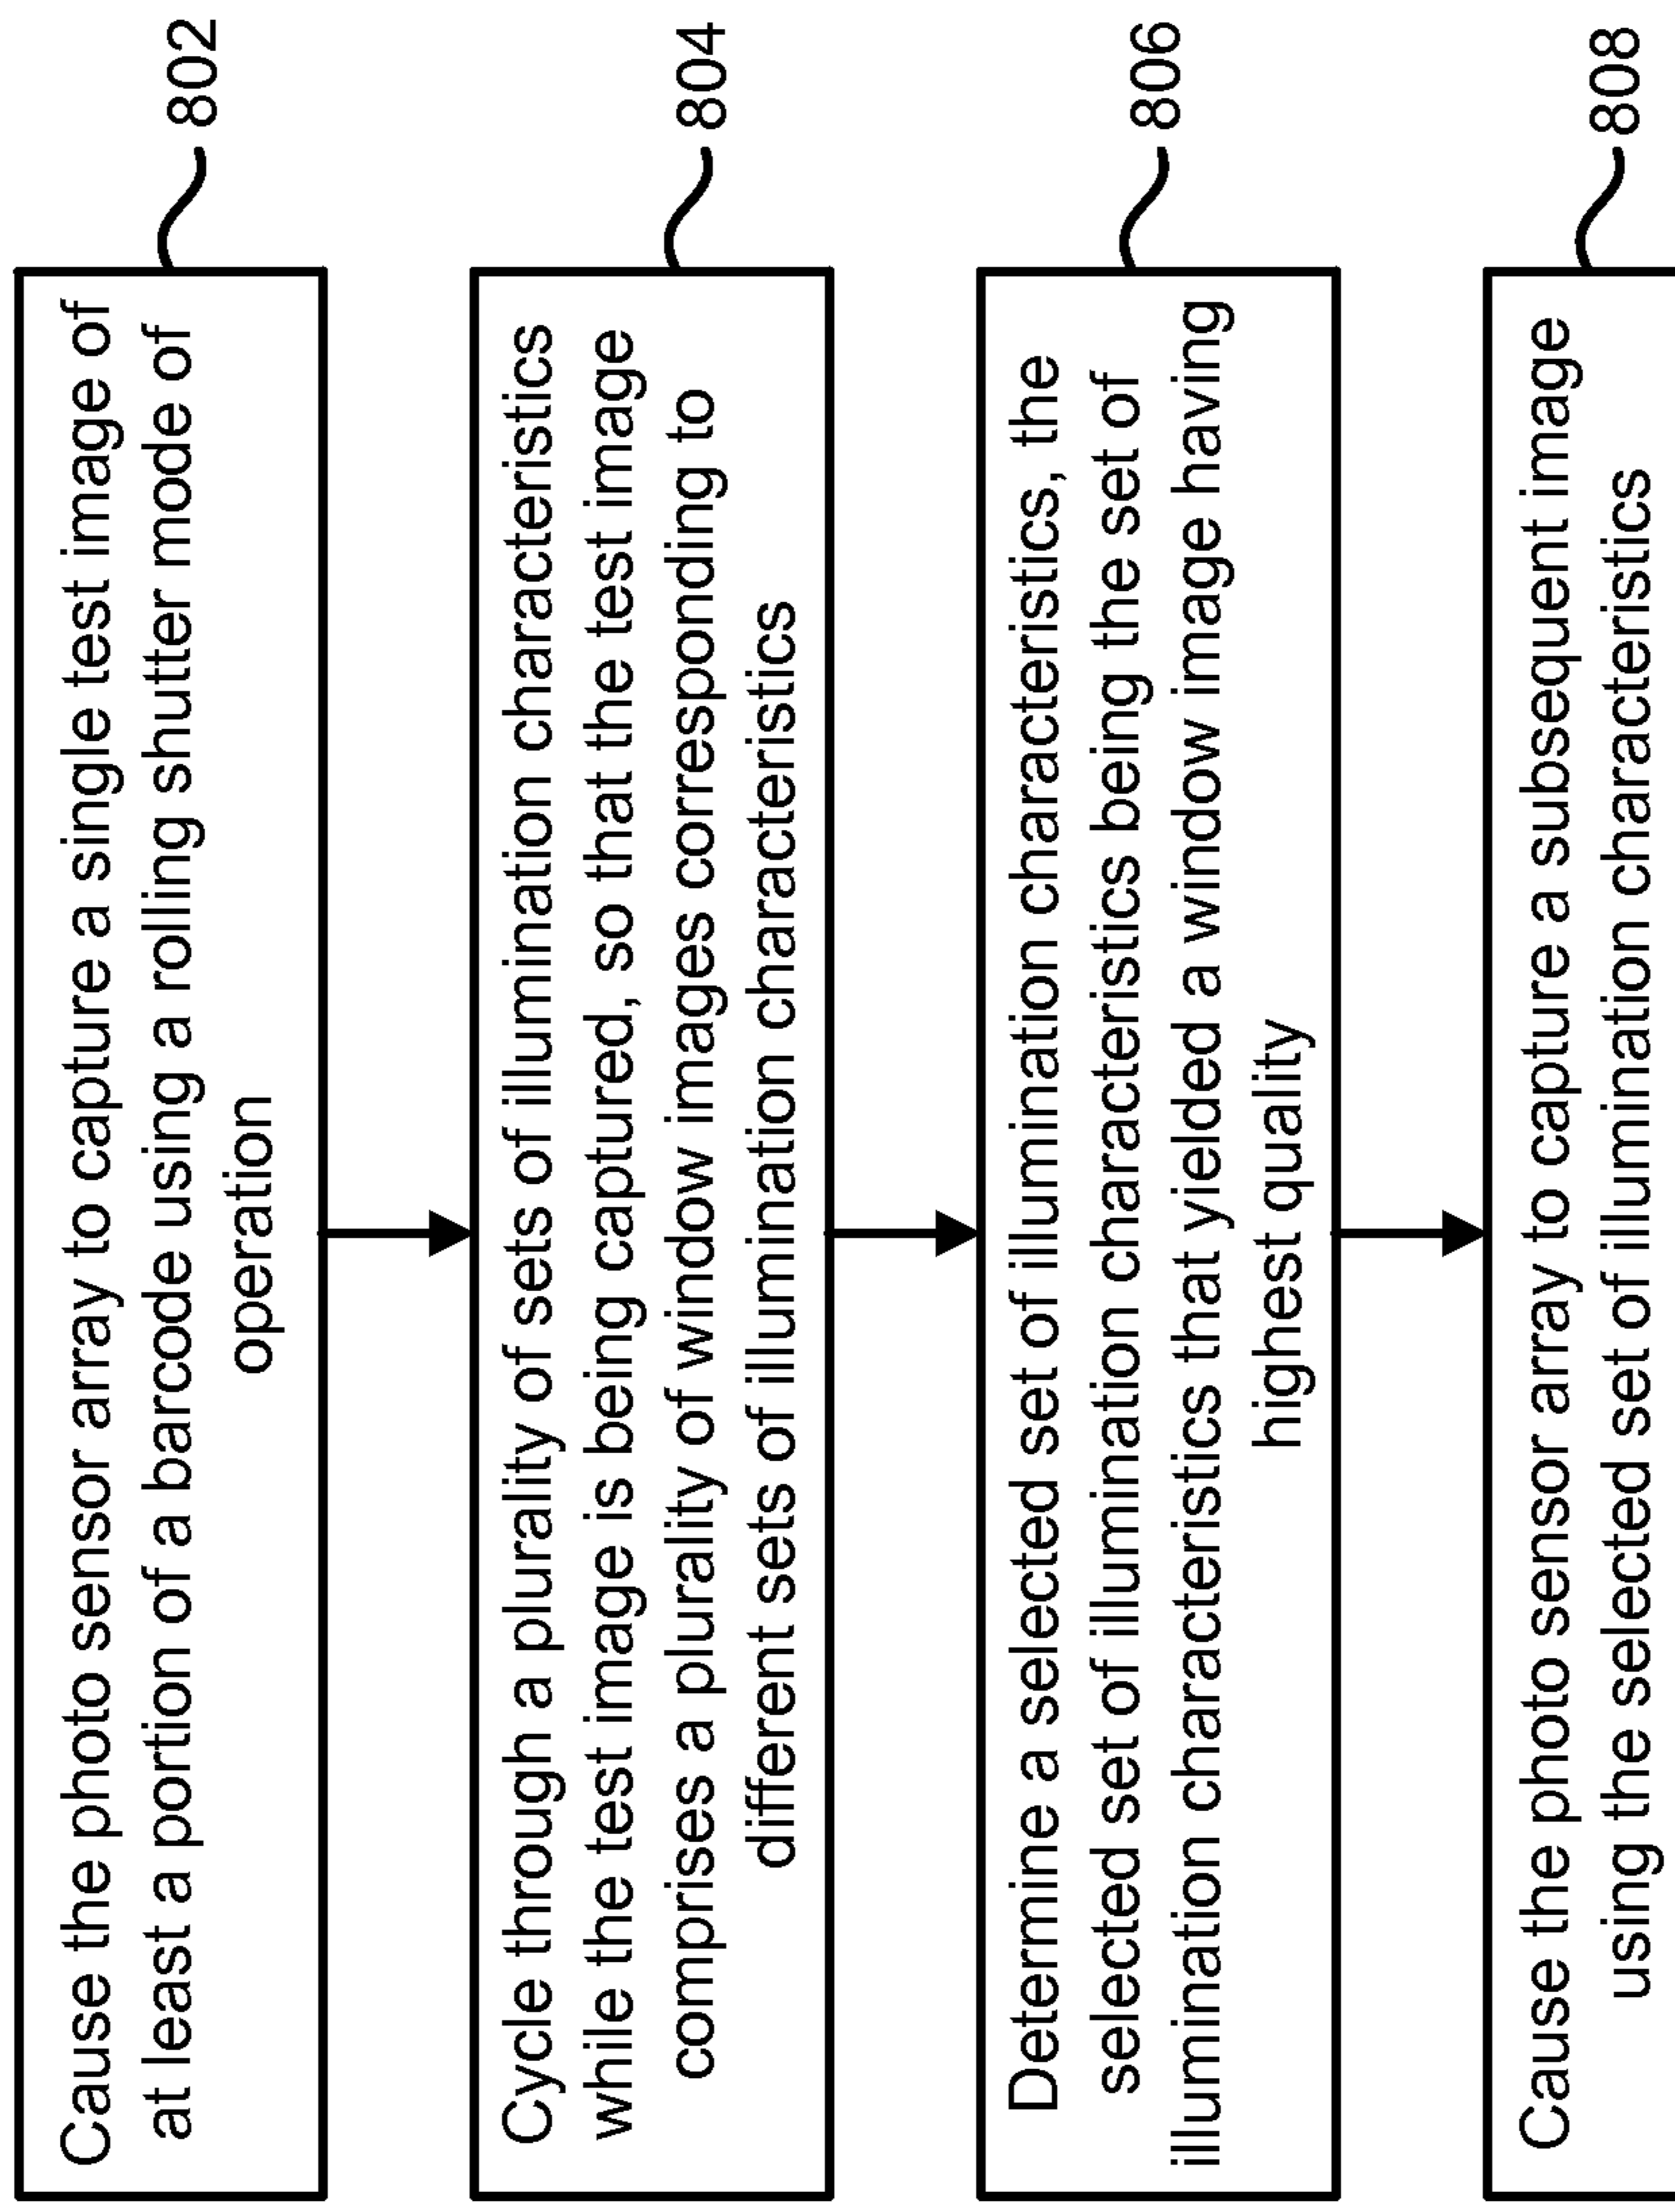 Cause the photo sensor array to capture a single test image of
at least a portion of a barcode using a rolling shutter mode of
operation
802
Cycle through a plurality of sets of illumination characteristics
while the test image is being captured, so that the test image
comprises a plurality of window images corresponding to
different sets of illumination characteristics
804
Determine a selected set of illumination characteristics, the
selected set of illumination characteristics being the set of
illumination characteristics that yielded a window image having
highest quality
806
Cause the photo sensor array to capture a subsequent image
using the selected set of illumination characteristics
808